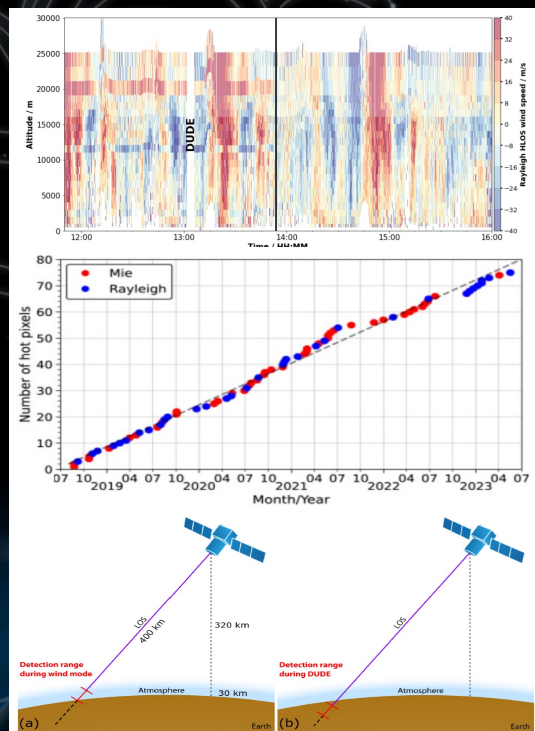 30000
25000
20000
15000
10000
5000
0
Altitude / m
DUDE
12:00 13:00 14:00 15:00 16:00
Time / HH:MM
40
32
24
16
8
0
−8
−16
−24
−32
−40
Rayleigh HLOS wind speed / m/s
80
70
60
50
40
30
20
10
0
Number of hot pixels
Mie
Rayleigh
07 10 04 07 10 04 07 10 04 07 10 04 07 10 04 07
2019 2020 2021 2022 2023
Month/Year
LOS
400 km
320 km
Detection range
during wind mode
Atmosphere
30 km
(a)
Earth
LOS
Detection range
during DUDE
Atmosphere
(b)
Earth